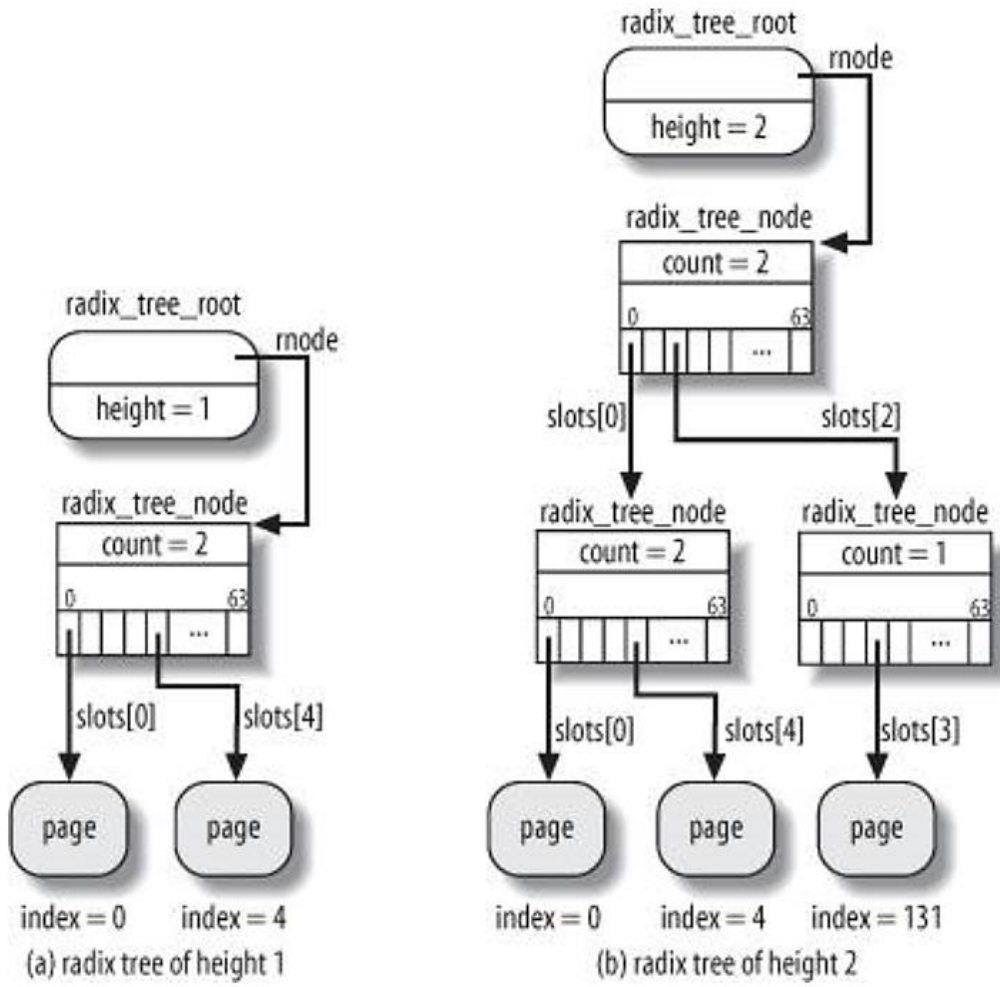 radix_tree_root
rnode
height = 1
radix_tree_node
count = 2
0 63
...
slots[0] slots[4]
page page
index = 0 index = 4
(a) radix tree of height 1
radix_tree_root
rnode
height = 2
radix_tree_node
count = 2
0 63
...
slots[0] slots[2]
radix_tree_node radix_tree_node
count = 2 count = 1
0 63 0 63
... ...
slots[0] slots[4] slots[3]
page page page
index = 0 index = 4 index = 131
(b) radix tree of height 2